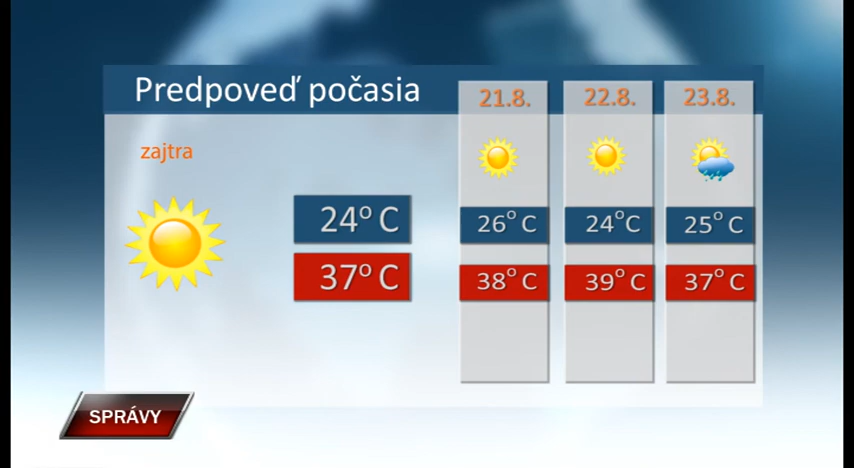 Predpoveď počasia
zajtra
24° C
37° C
21.8.
26° C
38° C
22.8.
24°C
39° C
23.8.
25° C
37° C
SPRÁVY